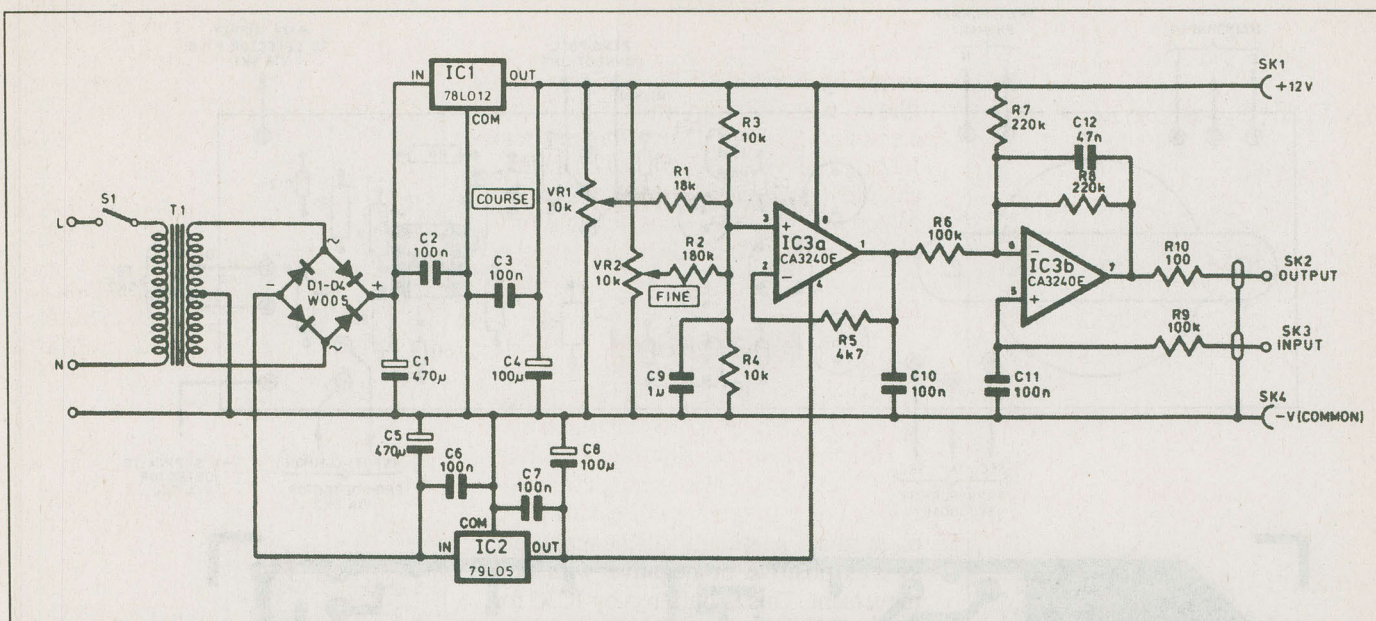 IC1
78L012
IN
OUT
COM
SK1
+12V
R7
220k
C12
47n
R8
220k
R3
10k
S1
L
T1
N
COURSE
VR1
10k
R1
18k
R2
180k
FINE
VR2
10k
C2
100n
C3
100n
D1-D4
W005
~
~
-
+
3
2
+
-
8
4
1
IC3a
CA3240E
R6
100k
6
5
-
+
7
IC3b
CA3240E
R10
100
SK2
OUTPUT
R9
100k
SK3
INPUT
C1
470µ
C4
100µ
C9
1µ
R4
10k
R5
4k7
C10
100n
C11
100n
SK4
-V(COMMON)
C5
470µ
C6
100n
C7
100n
C8
100µ
COM
IN
OUT
IC2
79L05